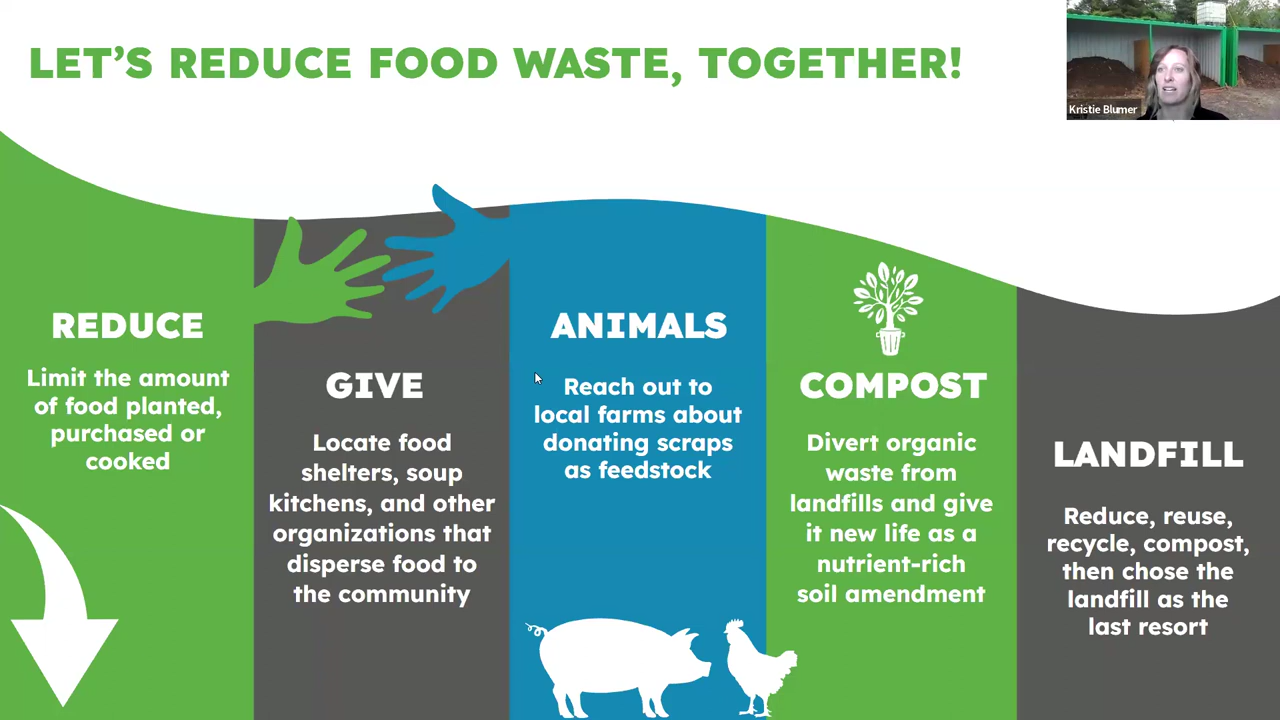 LET'S REDUCE FOOD WASTE, TOGETHER!
Kristie Blumer
REDUCE
Limit the amount
of food planted,
purchased or
cooked
GIVE
Locate food
shelters, soup
kitchens, and other
organizations that
disperse food to
the community
ANIMALS
Reach out to
local farms about
donating scraps
as feedstock
COMPOST
Divert organic
waste from
landfills and give
it new life as a
nutrient-rich
soil amendment
LANDFILL
Reduce, reuse,
recycle, compost,
then chose the
landfill as the
last resort